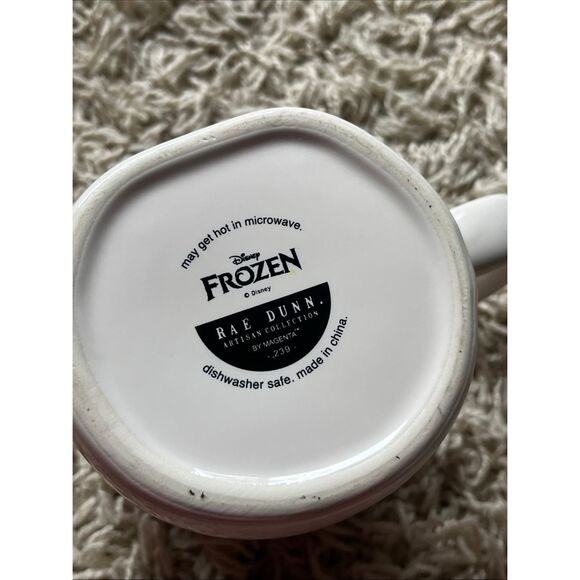 may get hot in microwave.
Disney
FROZEN
© Disney
RAE DUNN.
ARTISAN COLLECTION™
BY MAGENTA
- 239 -
dishwasher safe. made in china.